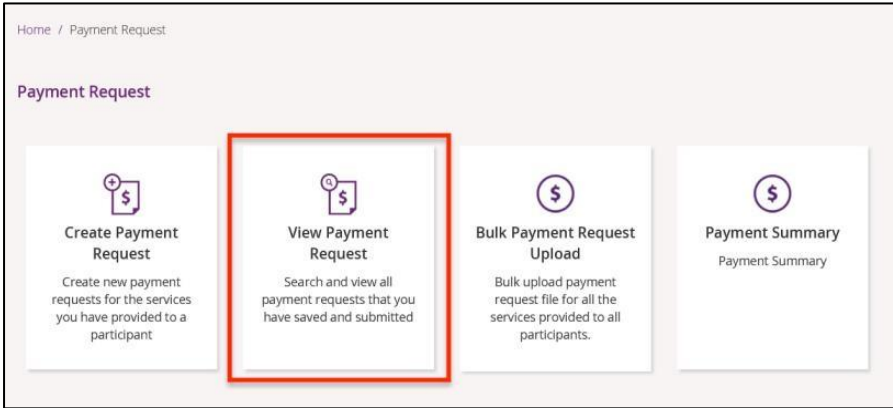 Home / Payment Request
Payment Request
Create Payment
Request
Create new payment
requests for the services
you have provided to a
participant
View Payment
Request
Search and view all
payment requests that you
have saved and submitted
Bulk Payment Request
Upload
Bulk upload payment
request file for all the
services provided to all
participants.
Payment Summary
Payment Summary